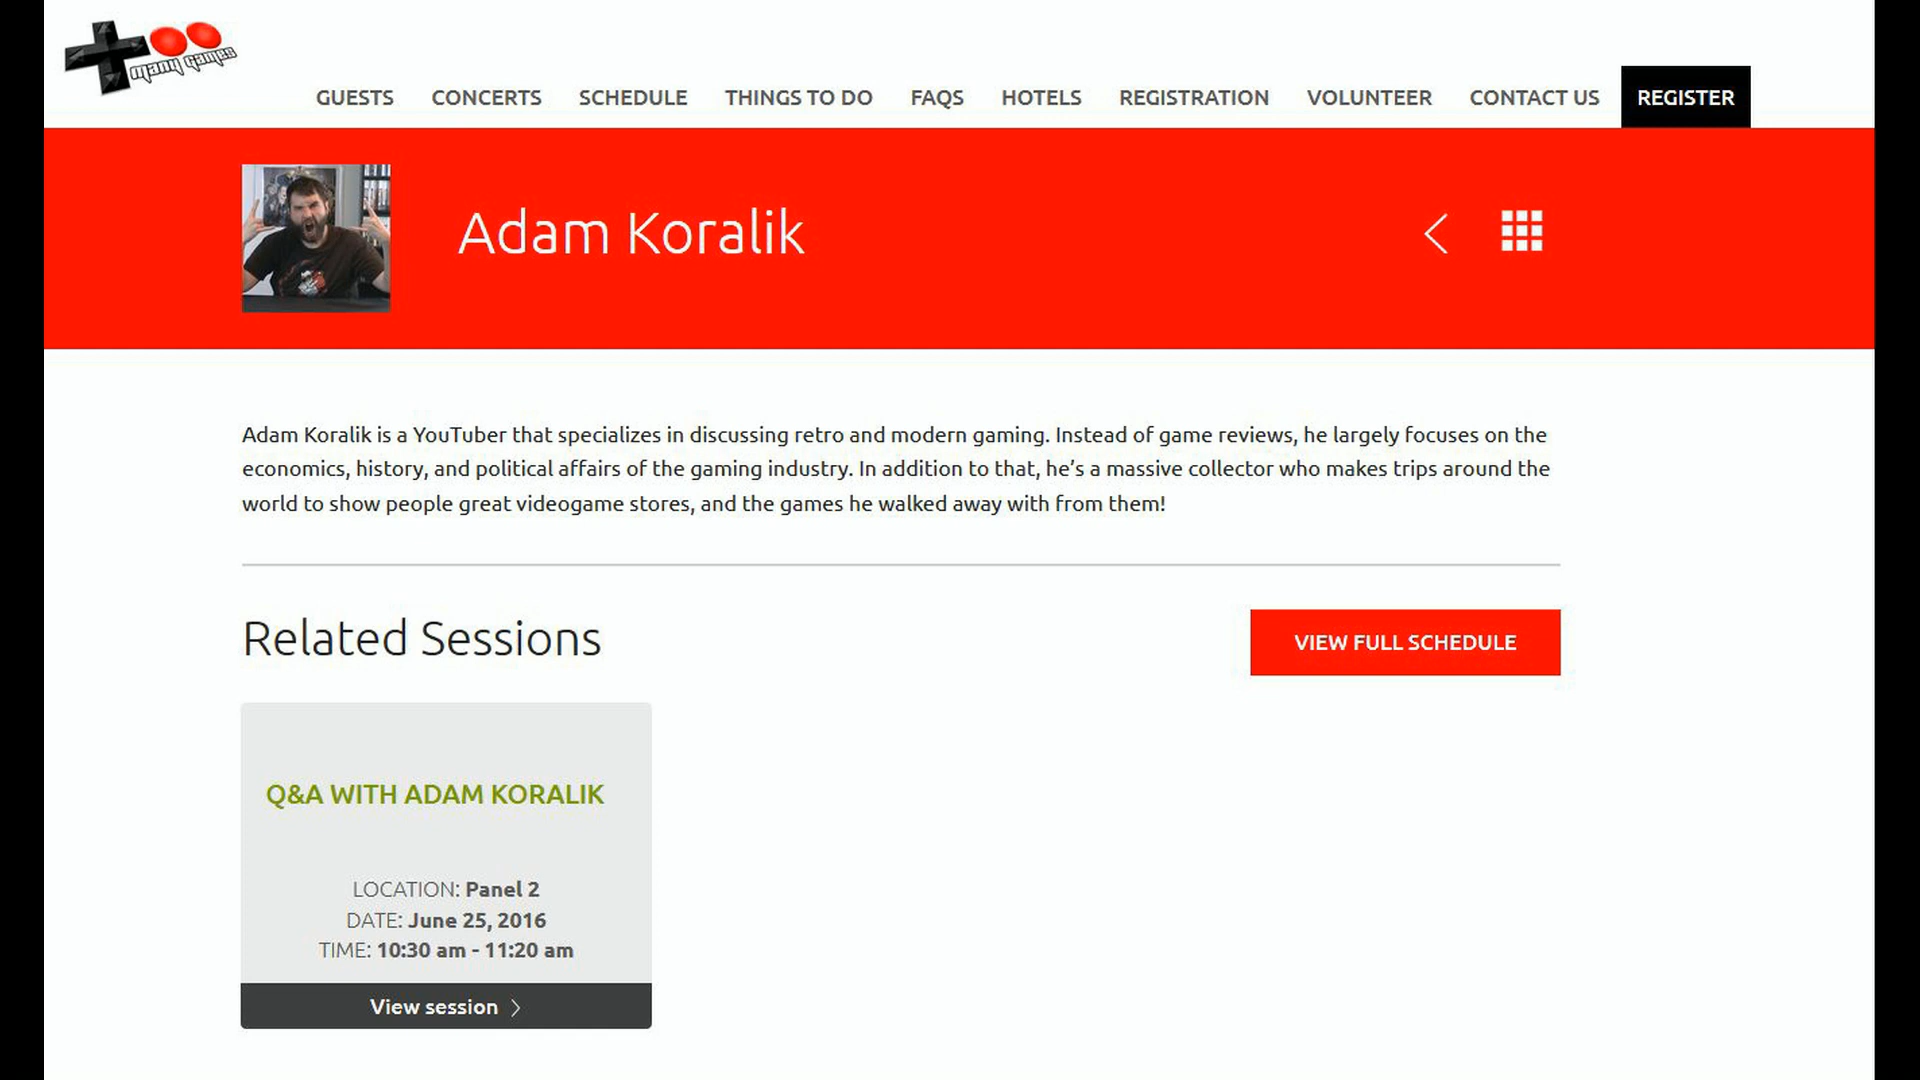 many games
GUESTS CONCERTS SCHEDULE THINGS TO DO FAQS HOTELS REGISTRATION VOLUNTEER CONTACT US REGISTER
Adam Koralik
Adam Koralik is a YouTuber that specializes in discussing retro and modern gaming. Instead of game reviews, he largely focuses on the
economics, history, and political affairs of the gaming industry. In addition to that, he’s a massive collector who makes trips around the
world to show people great videogame stores, and the games he walked away with from them!
Related Sessions
VIEW FULL SCHEDULE
Q&A WITH ADAM KORALIK
LOCATION: Panel 2
DATE: June 25, 2016
TIME: 10:30 am - 11:20 am
View session